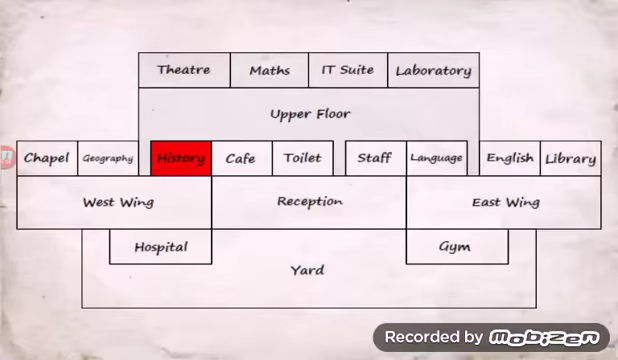 Theatre Maths IT Suite Laboratory
Upper Floor
Chapel Geography History Cafe Toilet Staff Language English Library
West Wing Reception East Wing
Hospital Gym
Yard
Recorded by mobizen